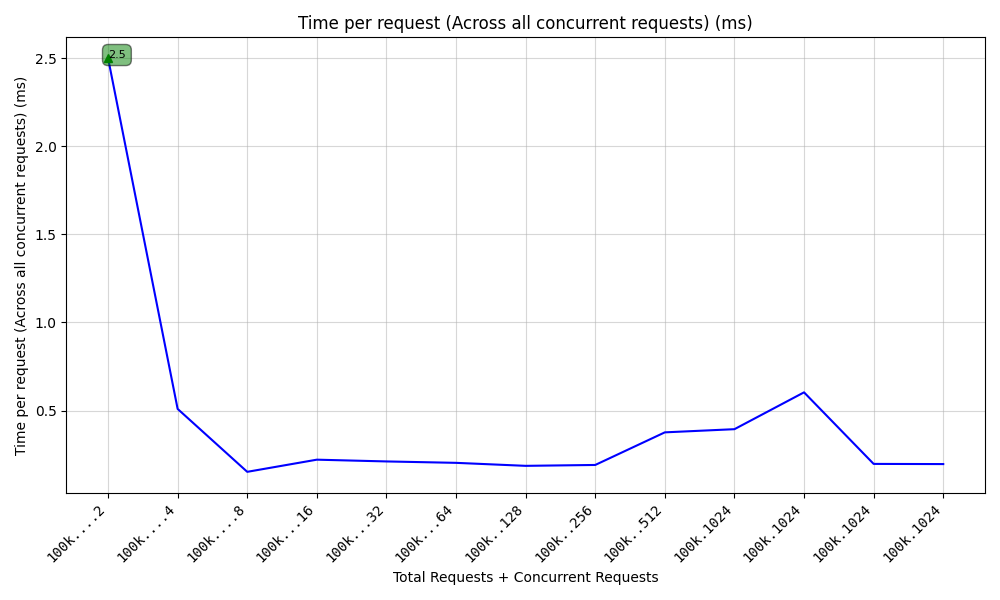 Time per request (Across all concurrent requests) (ms)
2.5
Time per request (Across all concurrent requests) (ms)
2.5
2.0
1.5
1.0
0.5
100k....2
100k....4
100k....8
100k...16
100k...32
100k...64
100k..128
100k..256
100k..512
100k.1024
100k.1024
100k.1024
100k.1024
Total Requests + Concurrent Requests